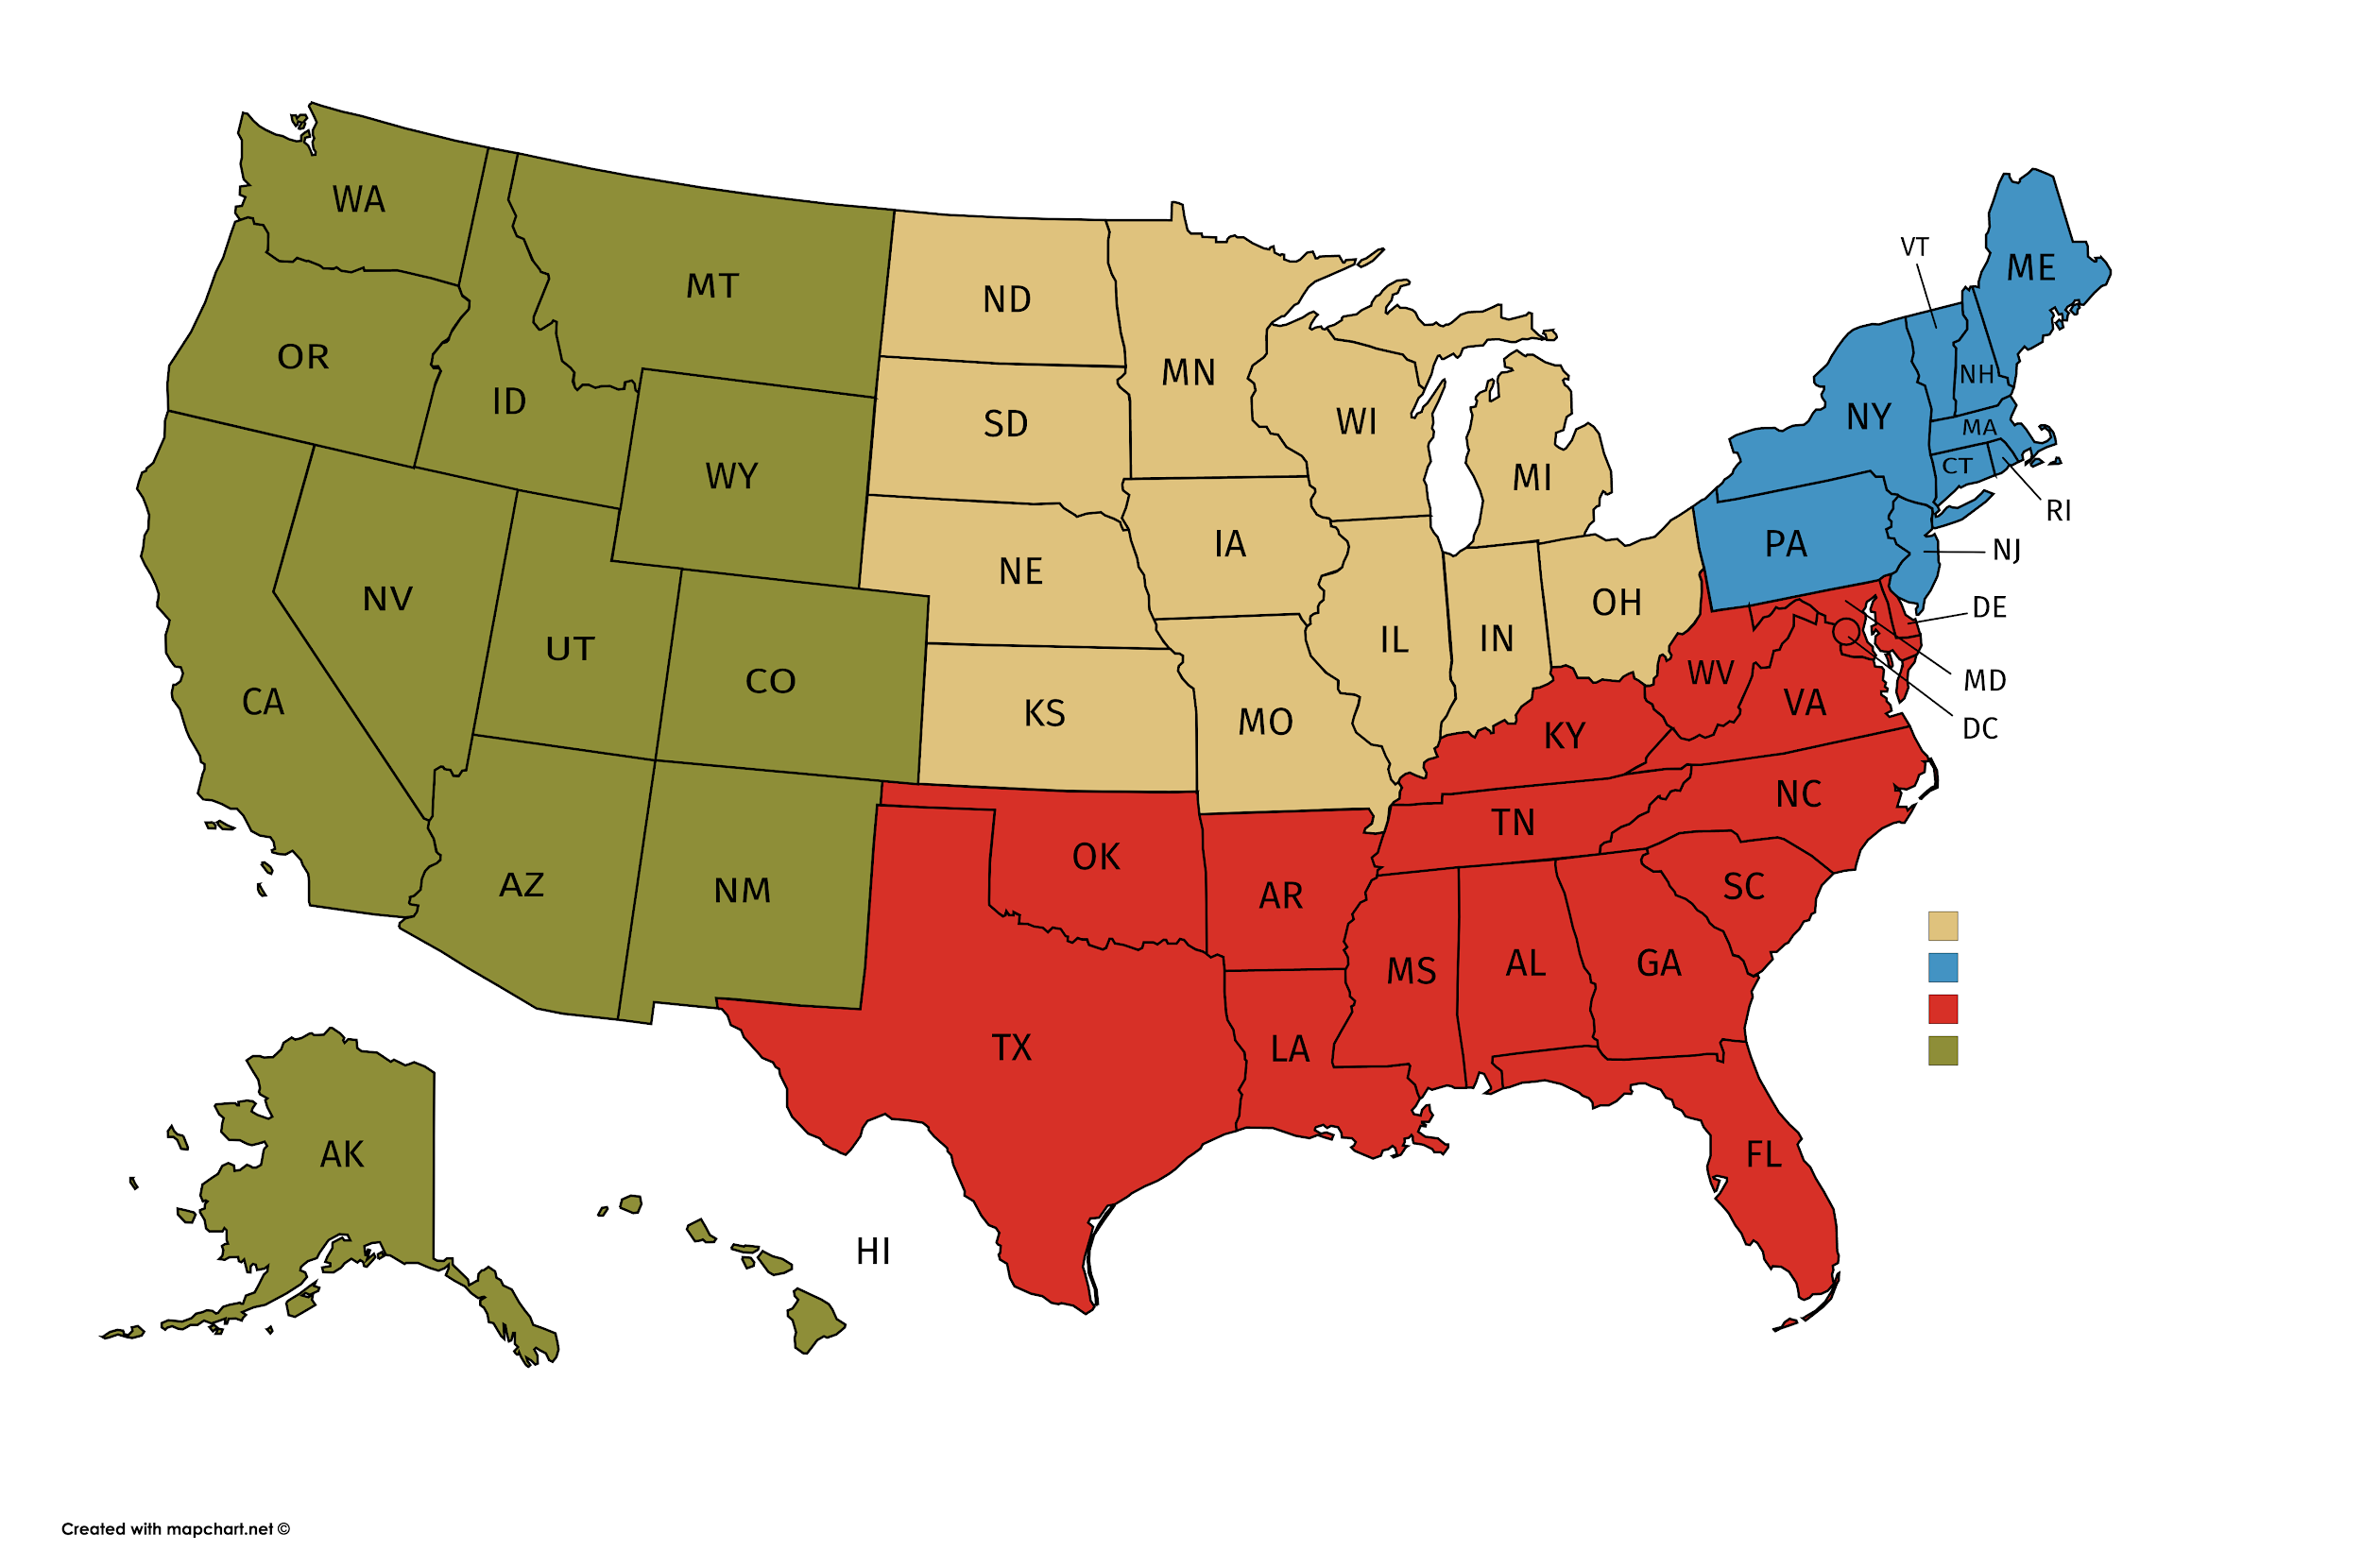 WA
VT
ME
MT
ND
OR
MN
NH
ID
SD
WI
NY
MA
WY
MI
CT
RI
IA
PA
NJ
NE
NV
OH
DE
UT
IL
IN
CO
WV
MD
CA
KS
MO
KY
VA
DC
NC
TN
OK
AZ
NM
AR
SC
MS
AL
GA
TX
LA
AK
FL
HI
Created with mapchart.net ©